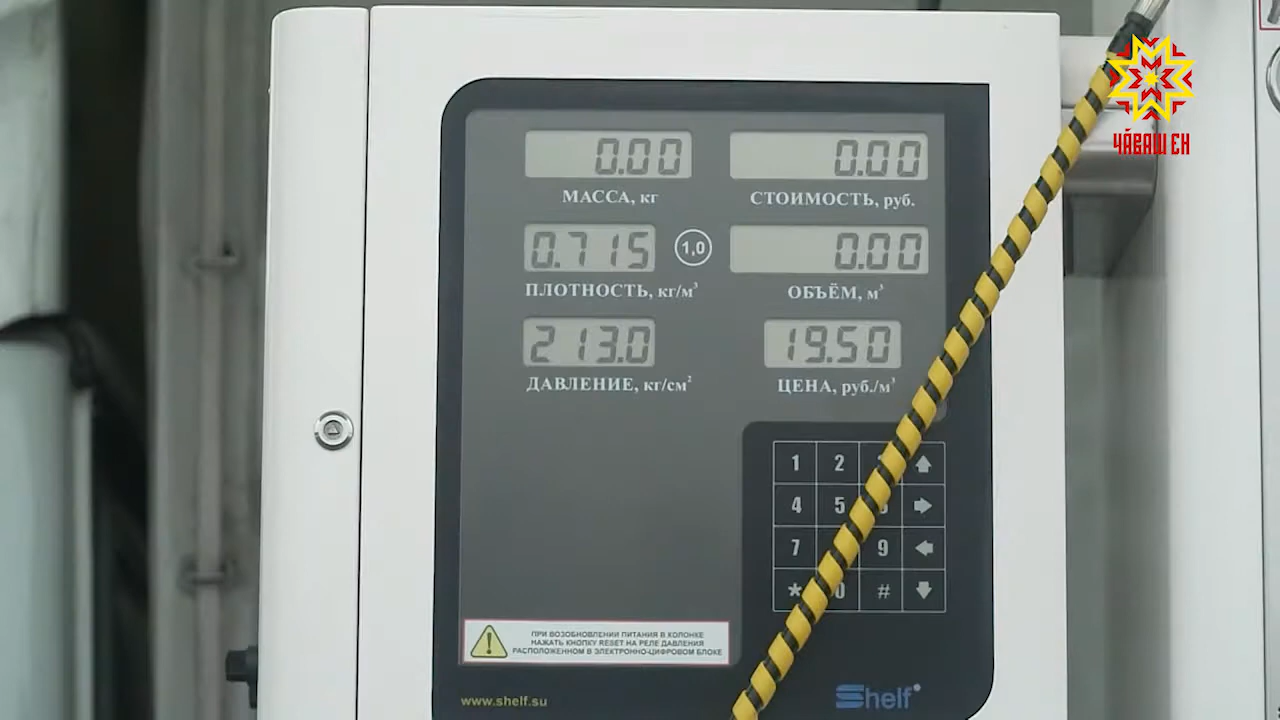 ЧӐВАШ ЕН
0.00
0.00
МАССА, кг
СТОИМОСТЬ, руб.
0.715
1,0
0.00
ПЛОТНОСТЬ, кг/м³
ОБЪЁМ, м³
213.0
19.50
ДАВЛЕНИЕ, кг/см²
ЦЕНА, руб./м³
1 2
4 5
7 9
* 0 #
ПРИ ВОЗОБНОВЛЕНИИ ПИТАНИЯ В КОЛОНКЕ
НАЖАТЬ КНОПКУ RESET НА РЕЛЕ ДАВЛЕНИЯ
РАСПОЛОЖЕННОМ В ЭЛЕКТРОННО-ЦИФРОВОМ БЛОКЕ
www.shelf.su
Shelf